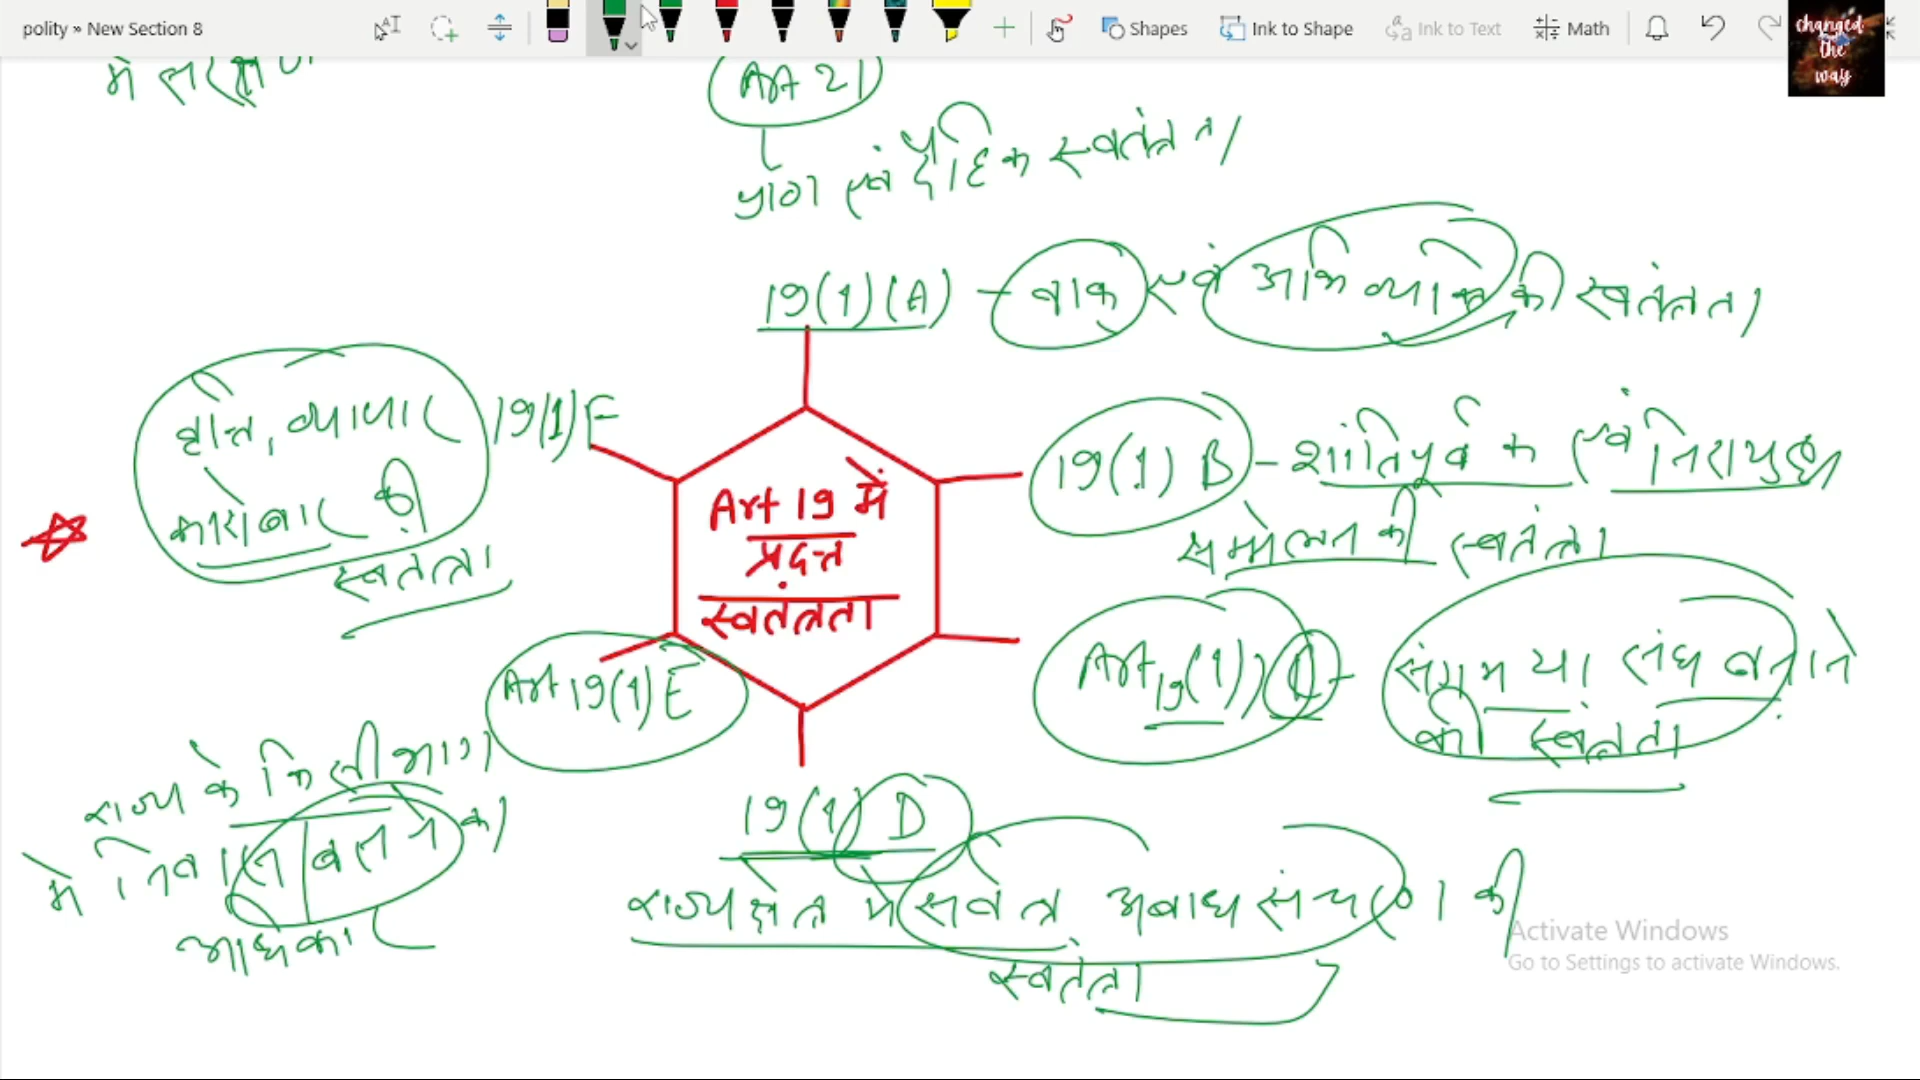 polity » New Section 8
Ink to Shape
Shapes
Ink to Text
Math
changed
the
way
में
(Art 21)
प्राण एवं दैहिक स्वतंत्रता
19(1)(A) - वाक एवं अभिव्यक्ति की स्वतंत्रता
19(1)F
वृत्ति, व्यापार
कारोबार की
स्वतंत्रता
19(1) B - शांतिपूर्वक एवं निरायुद्ध
सम्मेलन की स्वतंत्रता
Art 19 में
प्रदत्त
स्वतंत्रता
Art 19(1) C - संगम या संघ बनाने
की स्वतंत्रता
Art 19(1) E
राज्य के किसी भाग
में निवास बसने का
अधिकार
19(1) D
राज्य क्षेत्र में सर्वत्र अबाध संचरण की
स्वतंत्रता
Activate Windows
Go to Settings to activate Windows.